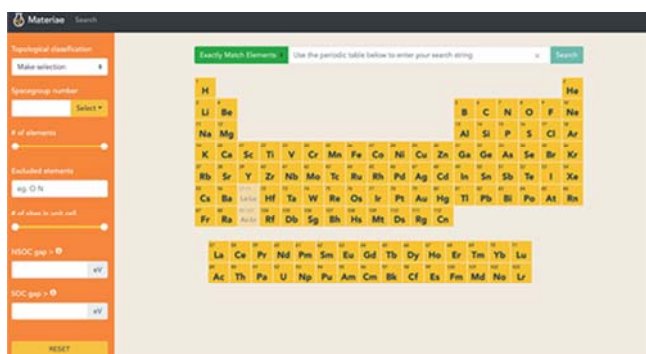 Materiae Search
Topological classification
Make selection
Spacegroup number
Select
# of elements
Excluded elements
eg. O N
# of sites in unit cell
NSOC gap >
eV
SOC gap >
eV
RESET
Exactly Match Elements Use the periodic table below to enter your search string × Search
H He
Li Be B C N O F Ne
Na Mg Al Si P S Cl Ar
K Ca Sc Ti V Cr Mn Fe Co Ni Cu Zn Ga Ge As Se Br Kr
Rb Sr Y Zr Nb Mo Tc Ru Rh Pd Ag Cd In Sn Sb Te I Xe
Cs Ba La-Lu Hf Ta W Re Os Ir Pt Au Hg Tl Pb Bi Po At Rn
Fr Ra Ac-Lr Rf Db Sg Bh Hs Mt Ds Rg Cn
La Ce Pr Nd Pm Sm Eu Gd Tb Dy Ho Er Tm Yb Lu
Ac Th Pa U Np Pu Am Cm Bk Cf Es Fm Md No Lr